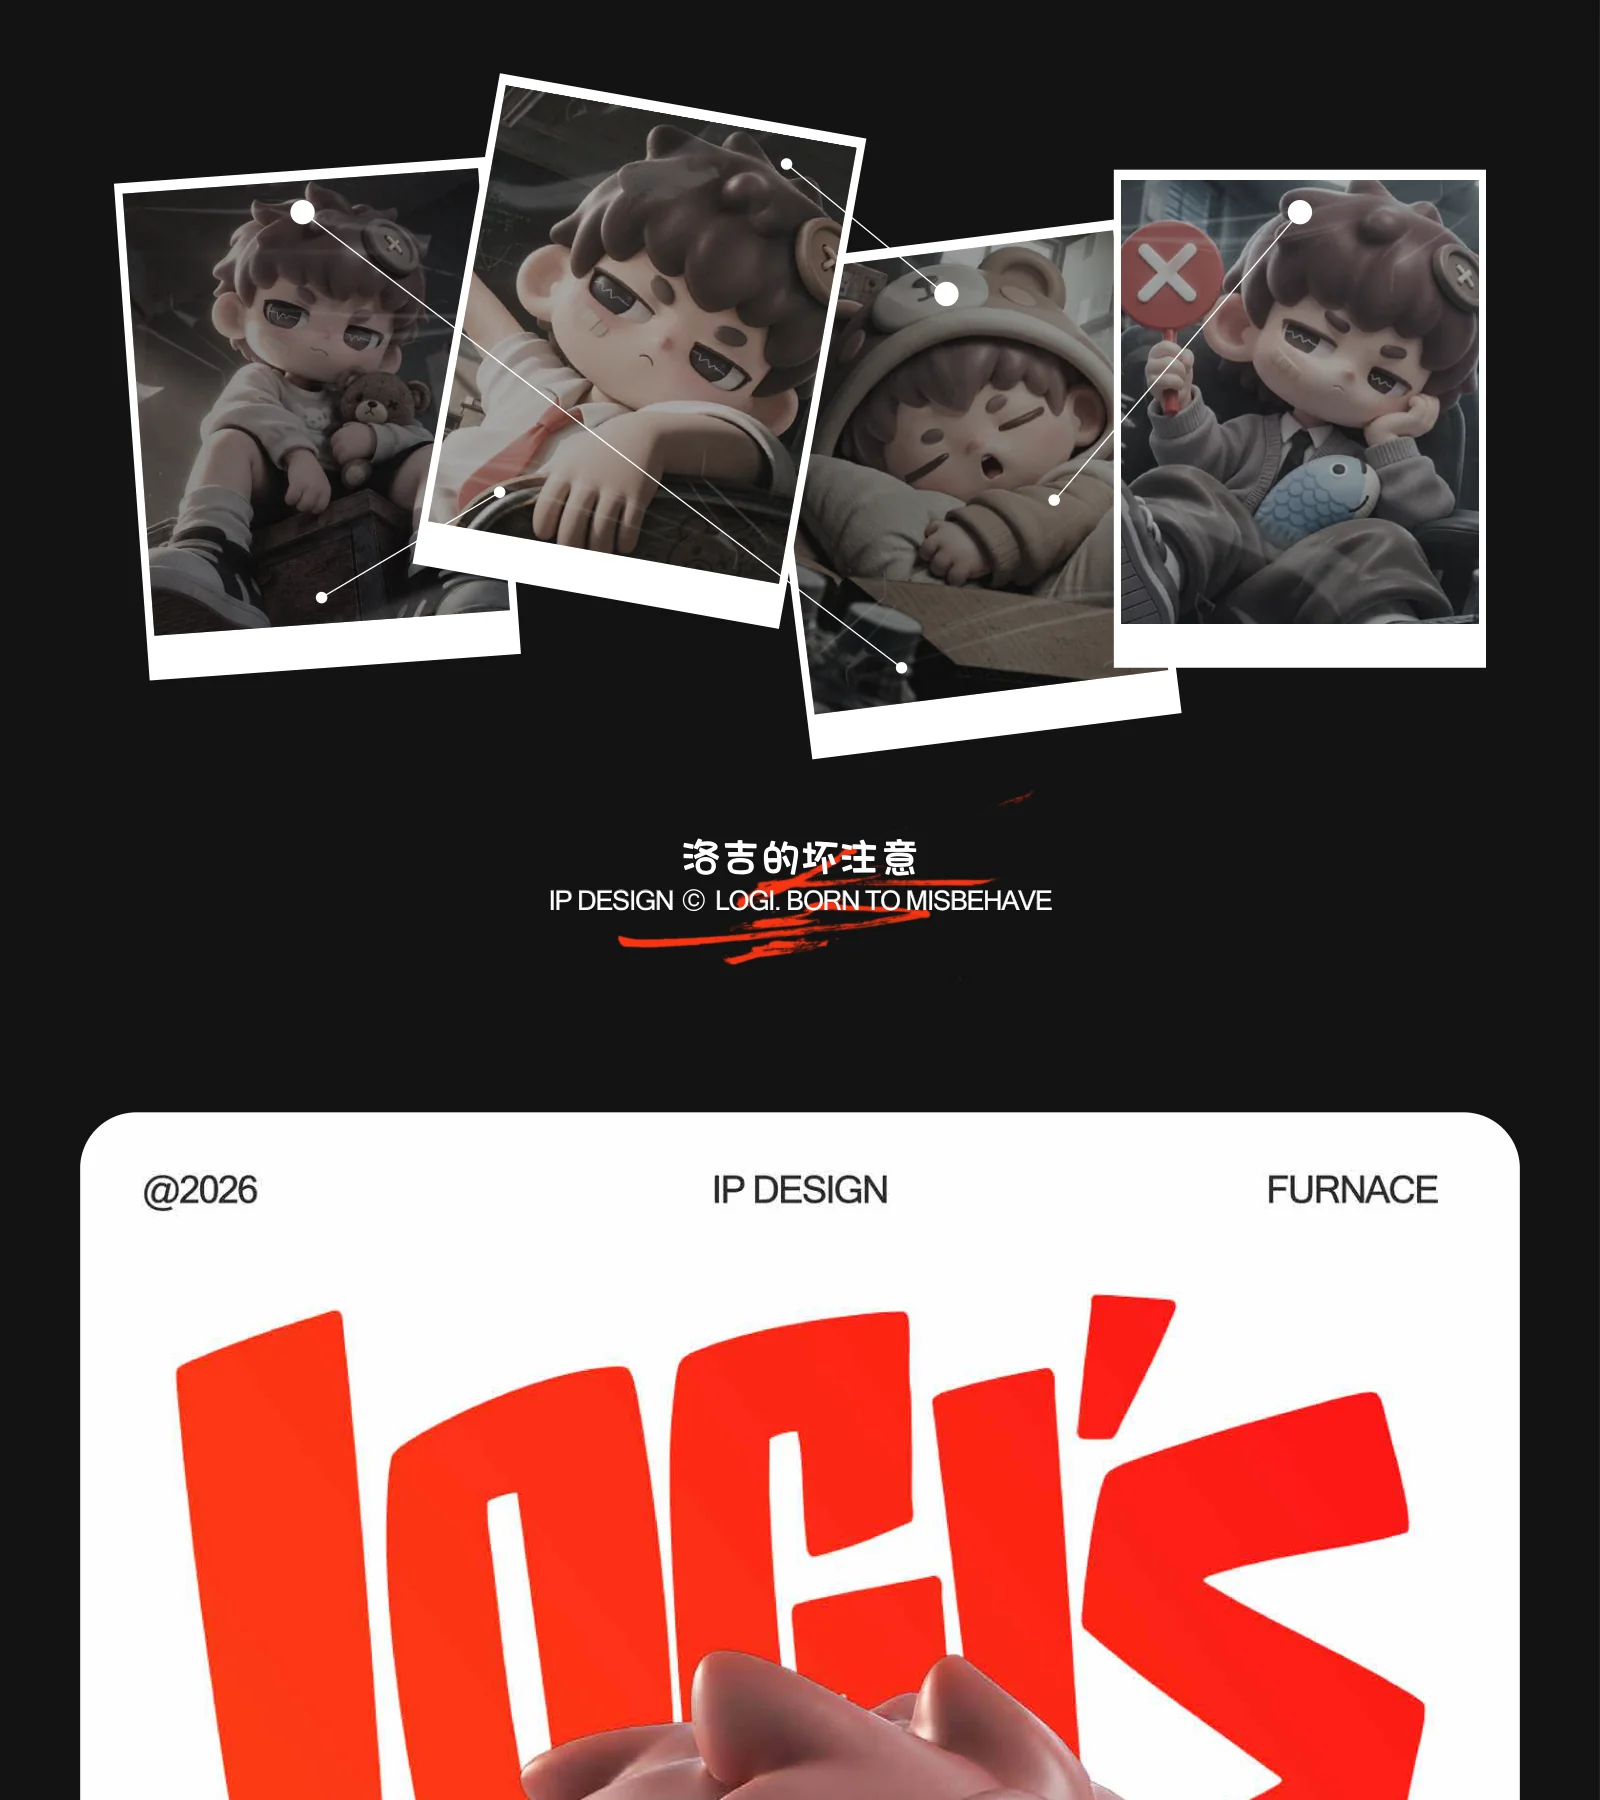 洛吉的坏注意
IP DESIGN © LOGI. BORN TO MISBEHAVE
@2026 IP DESIGN FURNACE
LOGI'S